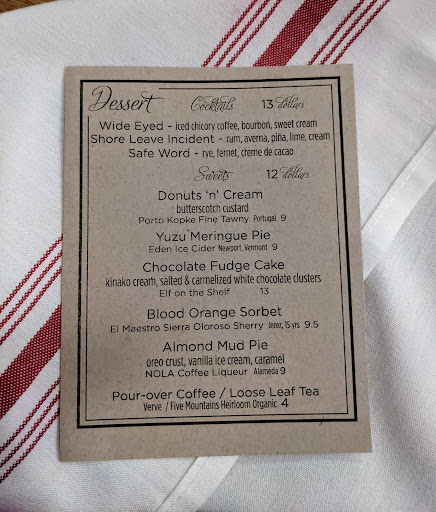 Dessert Cocktails 13 dollars
Wide Eyed - iced chicory coffee, bourbon, sweet cream
Shore Leave Incident - rum, averna, piña, lime, cream
Safe Word - rye, fernet, creme de cacao
Sweets 12 dollars
Donuts 'n' Cream
butterscotch custard
Porto Kopke Fine Tawny Portugal 9
Yuzu Meringue Pie
Eden Ice Cider Newport, Vermont 9
Chocolate Fudge Cake
kinako cream, salted & carmelized white chocolate clusters
Elf on the Shelf 13
Blood Orange Sorbet
El Maestro Sierra Oloroso Sherry Jerez, 15 yrs 9.5
Almond Mud Pie
oreo crust, vanilla ice cream, caramel
NOLA Coffee Liqueur Alameda 9
Pour-over Coffee / Loose Leaf Tea
Verve / Five Mountains Heirloom Organic 4